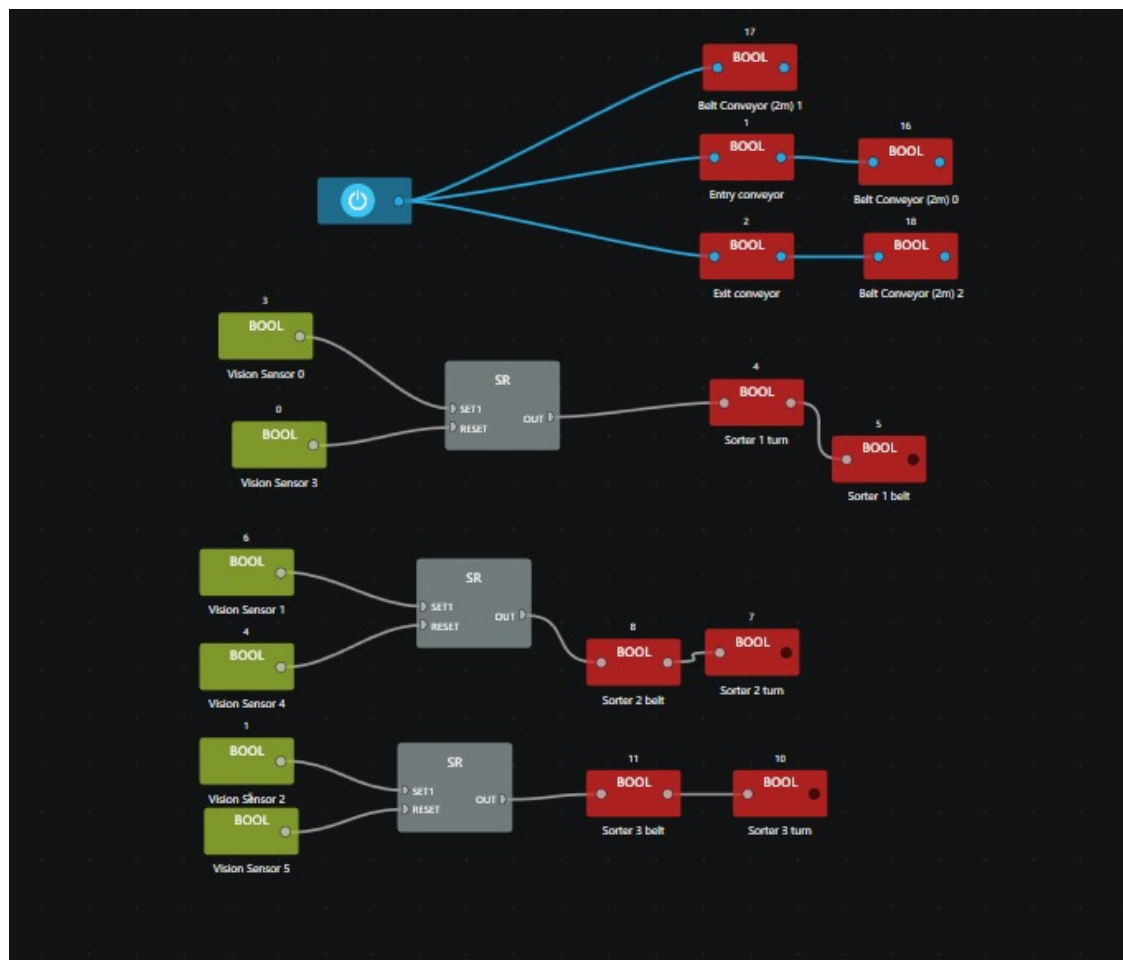 17
BOOL
Belt Conveyor (2m) 1
1
BOOL
Entry conveyor
16
BOOL
Belt Conveyor (2m) 0
2
BOOL
Exit conveyor
18
BOOL
Belt Conveyor (2m) 2
3
BOOL
Vision Sensor 0
0
BOOL
Vision Sensor 3
SR
SET1
RESET
OUT
4
BOOL
Sorter 1 turn
5
BOOL
Sorter 1 belt
6
BOOL
Vision Sensor 1
4
BOOL
Vision Sensor 4
SR
SET1
RESET
OUT
8
BOOL
Sorter 2 belt
7
BOOL
Sorter 2 turn
1
BOOL
Vision Sensor 2
BOOL
Vision Sensor 5
SR
SET1
RESET
OUT
11
BOOL
Sorter 3 belt
10
BOOL
Sorter 3 turn